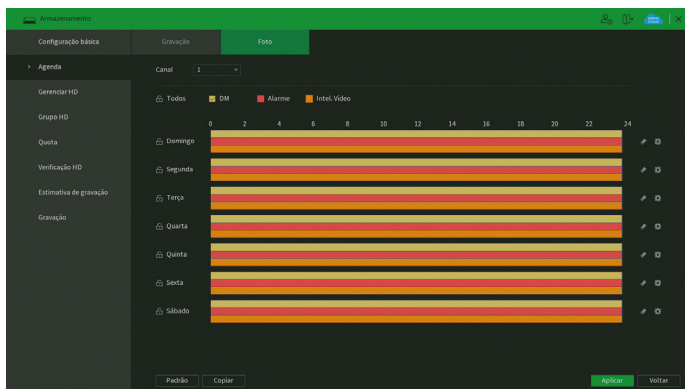 Armazenamento
Configuração básica
Gravação
Foto
Agenda
Canal 1
Gerenciar HD
Todos DM Alarme Intel. Vídeo
Grupo HD
0 2 4 6 8 10 12 14 16 18 20 22 24
Quota
Domingo
Verificação HD
Segunda
Estimativa de gravação
Terça
Gravação
Quarta
Quinta
Sexta
Sábado
Padrão
Copiar
Aplicar
Voltar